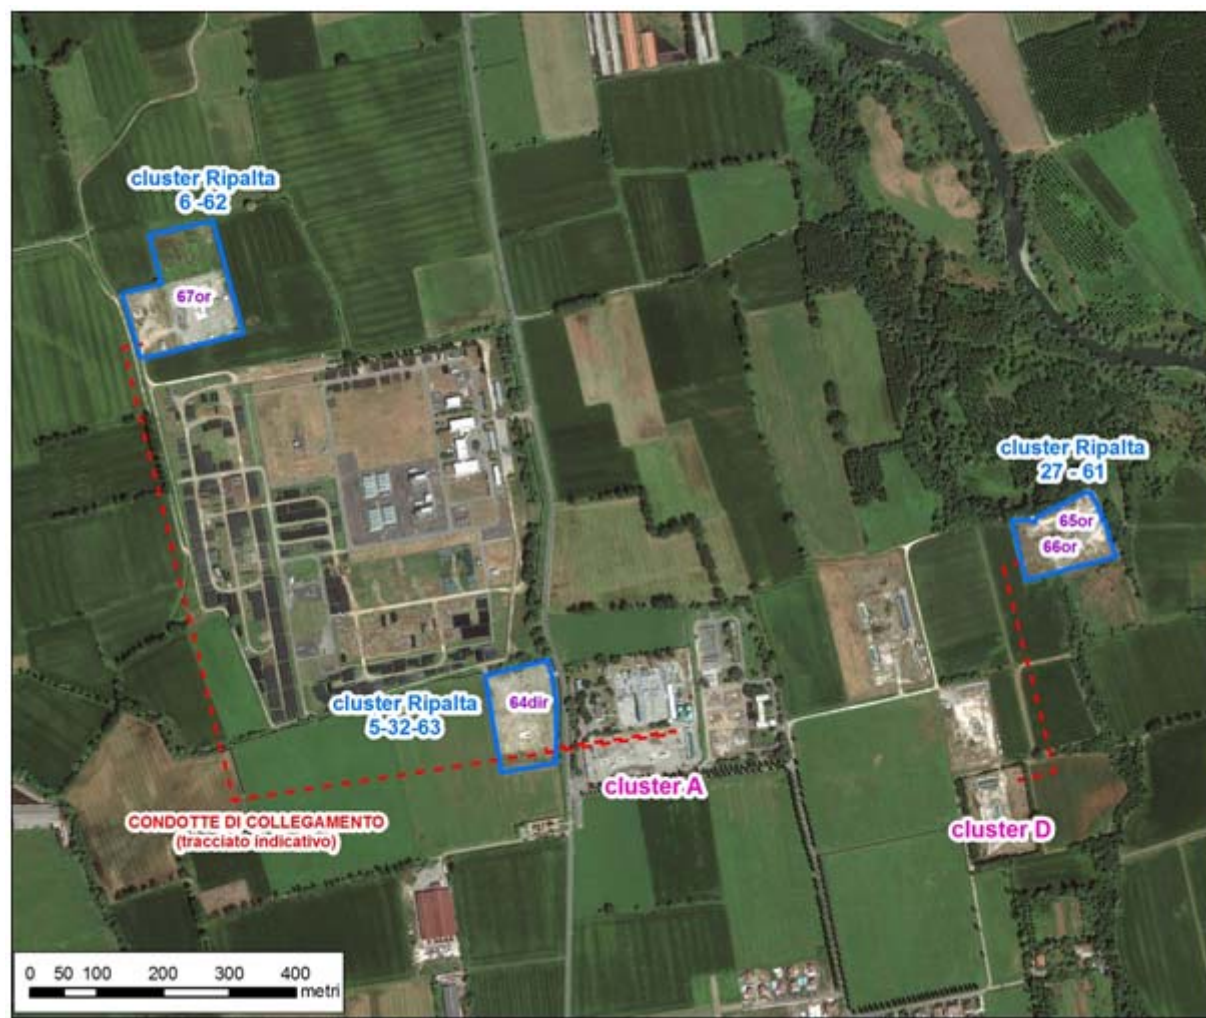 cluster Ripalta
6 -62
67or
cluster Ripalta
27 - 61
65or
66or
cluster Ripalta
5-32-63
64dir
cluster A
CONDOTTE DI COLLEGAMENTO
(tracciato indicativo)
cluster D
0 50 100 200 300 400
metri